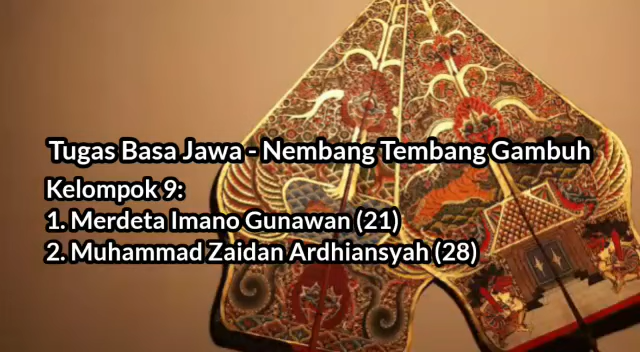 Tugas Basa Jawa - Nembang Tembang Gambuh
Kelompok 9:
1. Merdeta Imano Gunawan (21)
2. Muhammad Zaidan Ardhiansyah (28)